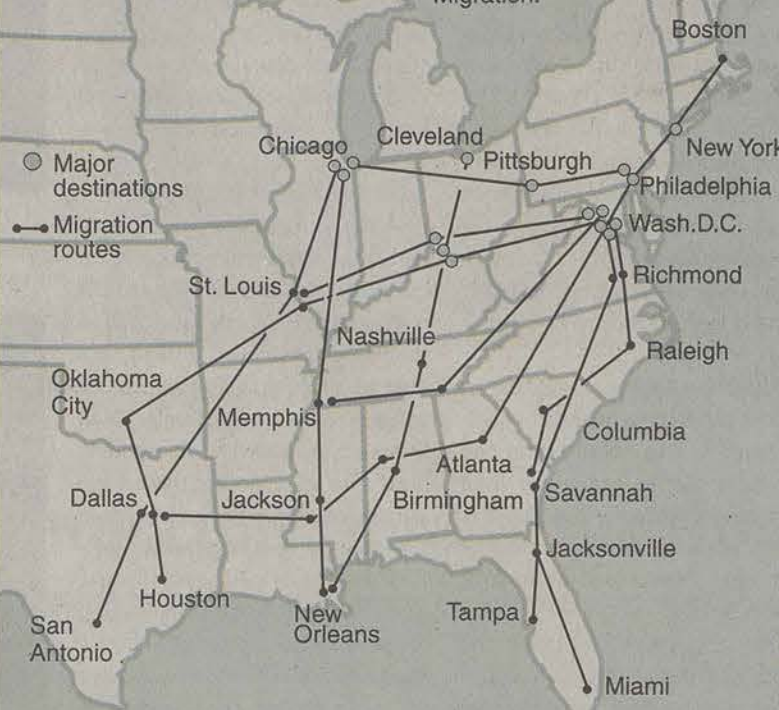 Migration.
Boston
Chicago
Cleveland
Pittsburgh
New York
Major
destinations
Philadelphia
Migration
routes
Wash.D.C.
St. Louis
Richmond
Nashville
Raleigh
Oklahoma
City
Memphis
Columbia
Atlanta
Dallas
Jackson
Birmingham
Savannah
Jacksonville
Houston
New
Orleans
Tampa
San
Antonio
Miami